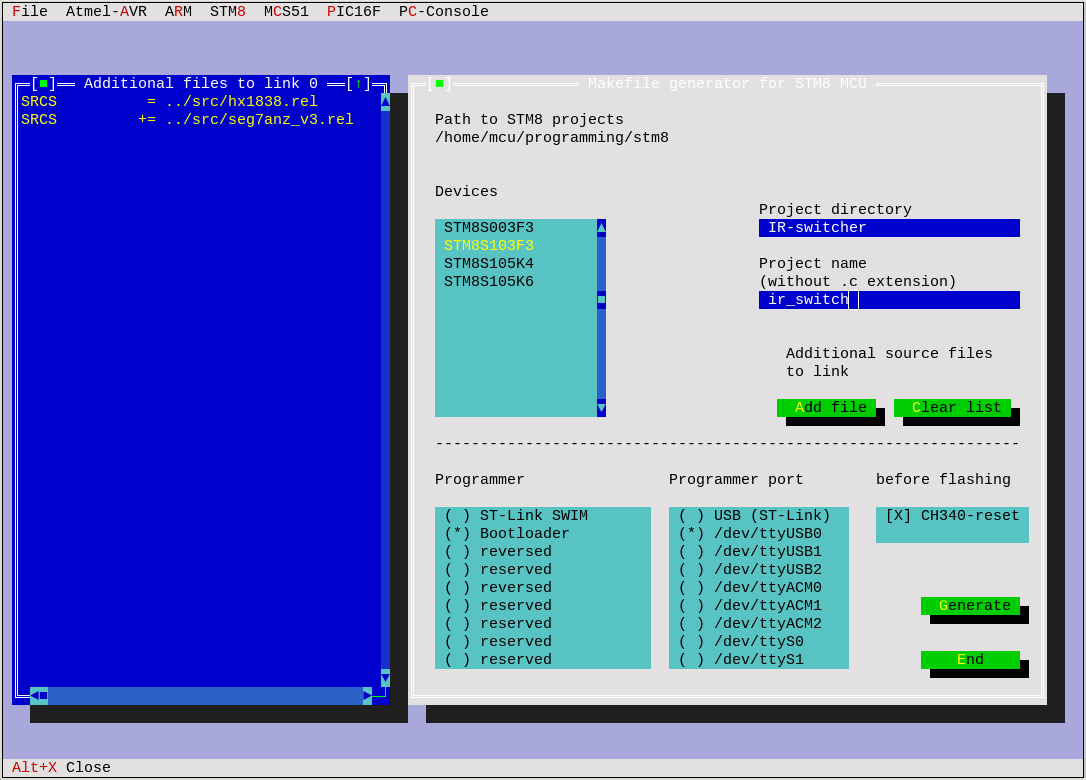 File  Atmel-AVR  ARM  STM8  MCS51  PIC16F  PC-Console
[■] Additional files to link 0 [↑]
SRCS          = ../src/hx1838.rel
SRCS         += ../src/seg7anz_v3.rel
[■] Makefile generator for STM8 MCU
Path to STM8 projects
/home/mcu/programming/stm8
Devices
STM8S003F3
STM8S103F3
STM8S105K4
STM8S105K6
Project directory
IR-switcher
Project name
(without .c extension)
ir_switch
Additional source files
to link
Add file  Clear list
-----------------------------------------------------------------
Programmer
( ) ST-Link SWIM
(*) Bootloader
( ) reversed
( ) reserved
( ) reversed
( ) reserved
( ) reserved
( ) reserved
( ) reserved
Programmer port
( ) USB (ST-Link)
(*) /dev/ttyUSB0
( ) /dev/ttyUSB1
( ) /dev/ttyUSB2
( ) /dev/ttyACM0
( ) /dev/ttyACM1
( ) /dev/ttyACM2
( ) /dev/ttyS0
( ) /dev/ttyS1
before flashing
[X] CH340-reset
Generate
End
Alt+X Close